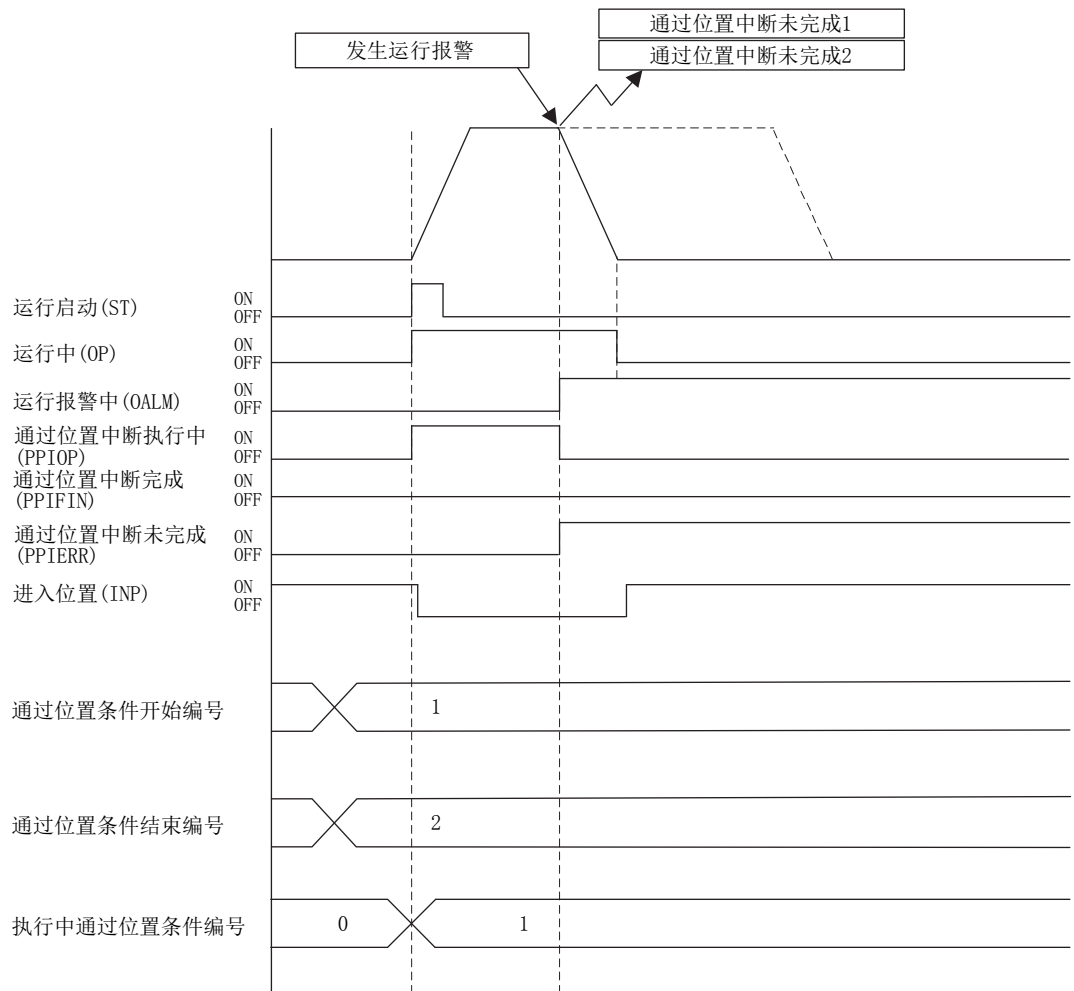 通过位置中断未完成1
发生运行报警
通过位置中断未完成2
运行启动(ST)
ON
OFF
运行中(OP)
ON
OFF
运行报警中(OALM)
ON
OFF
通过位置中断执行中
(PPIOP)
ON
OFF
通过位置中断完成
(PPIFIN)
ON
OFF
通过位置中断未完成
(PPIERR)
ON
OFF
进入位置(INP)
ON
OFF
通过位置条件开始编号
1
通过位置条件结束编号
2
执行中通过位置条件编号
0
1